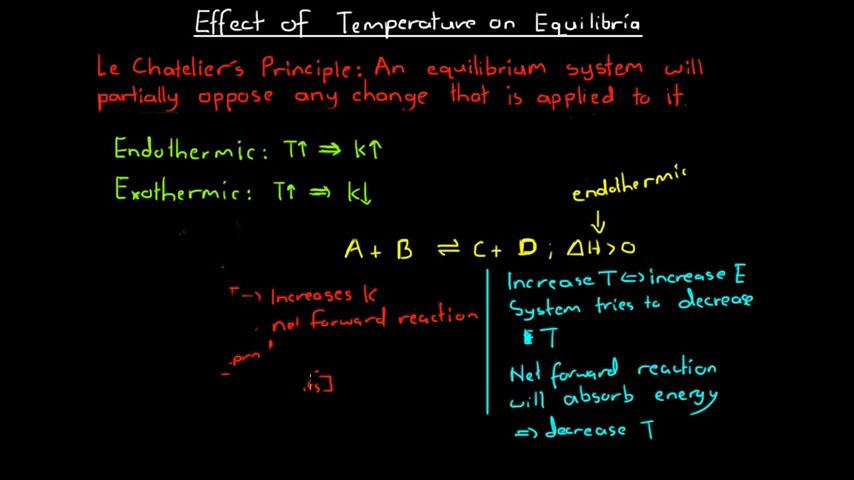 Effect of Temperature on Equilibria
Le Chatelier's Principle: An equilibrium system will
partially oppose any change that is applied to it.
Endothermic: T↑ ⇒ K↑
Exothermic: T↑ ⇒ K↓
endothermic
↓
A + B ⇌ C + D ; ΔH > 0
→ Increases K
net forward reaction
Increase T ⇔ increase E
System tries to decrease
T
Net forward reaction
will absorb energy
⇒ decrease T